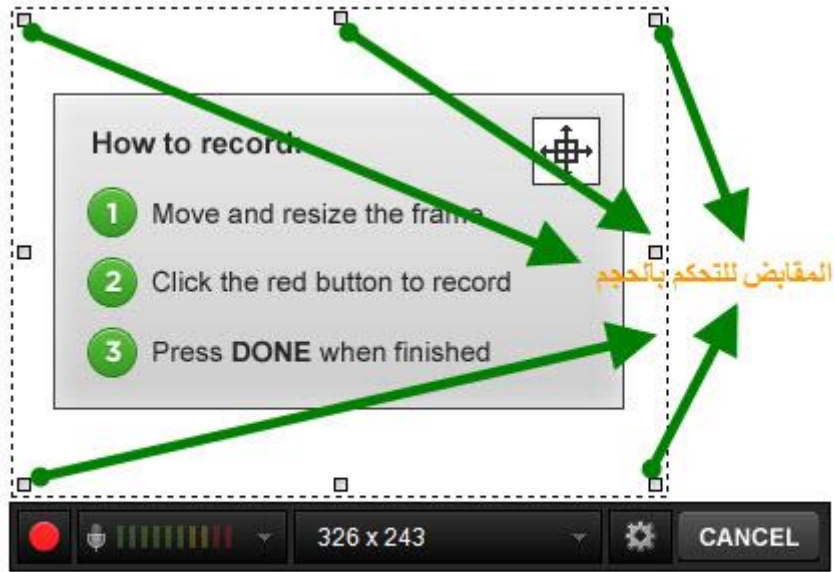 How to record:
1 Move and resize the frame
2 Click the red button to record
3 Press DONE when finished
المقابض للتحكم بالحجم
326 x 243
CANCEL